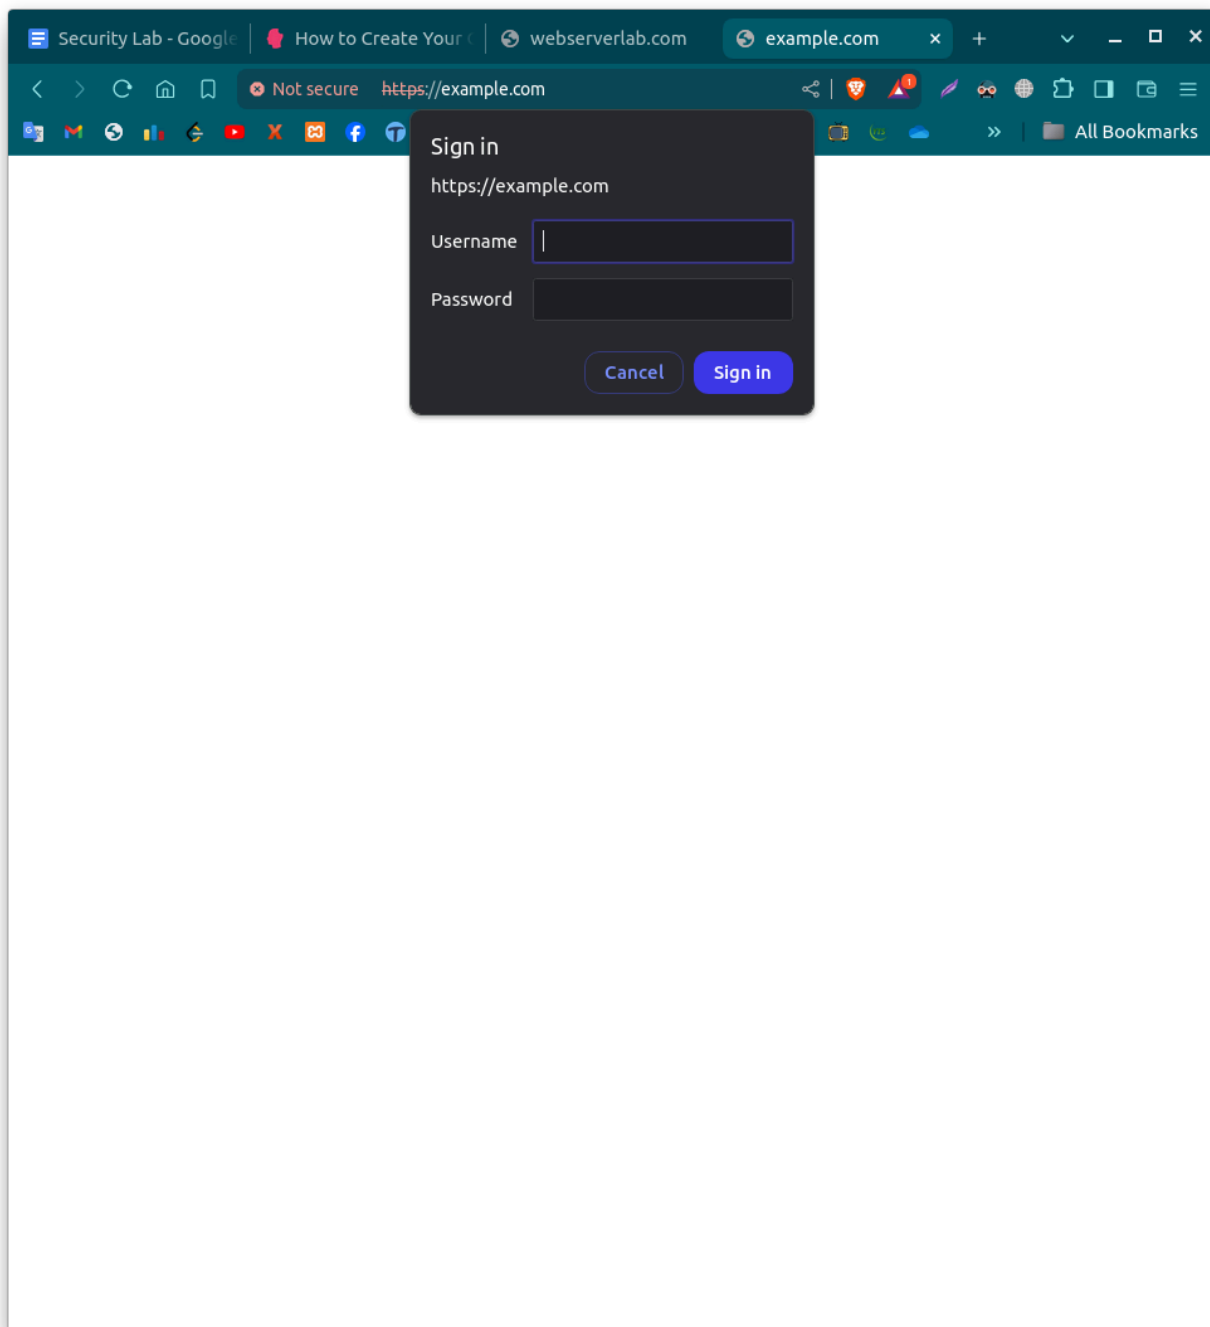 Security Lab - Google
How to Create Your
webserverlab.com
example.com
Not secure https://example.com
1
All Bookmarks
Sign in
https://example.com
Username
Password
Cancel
Sign in